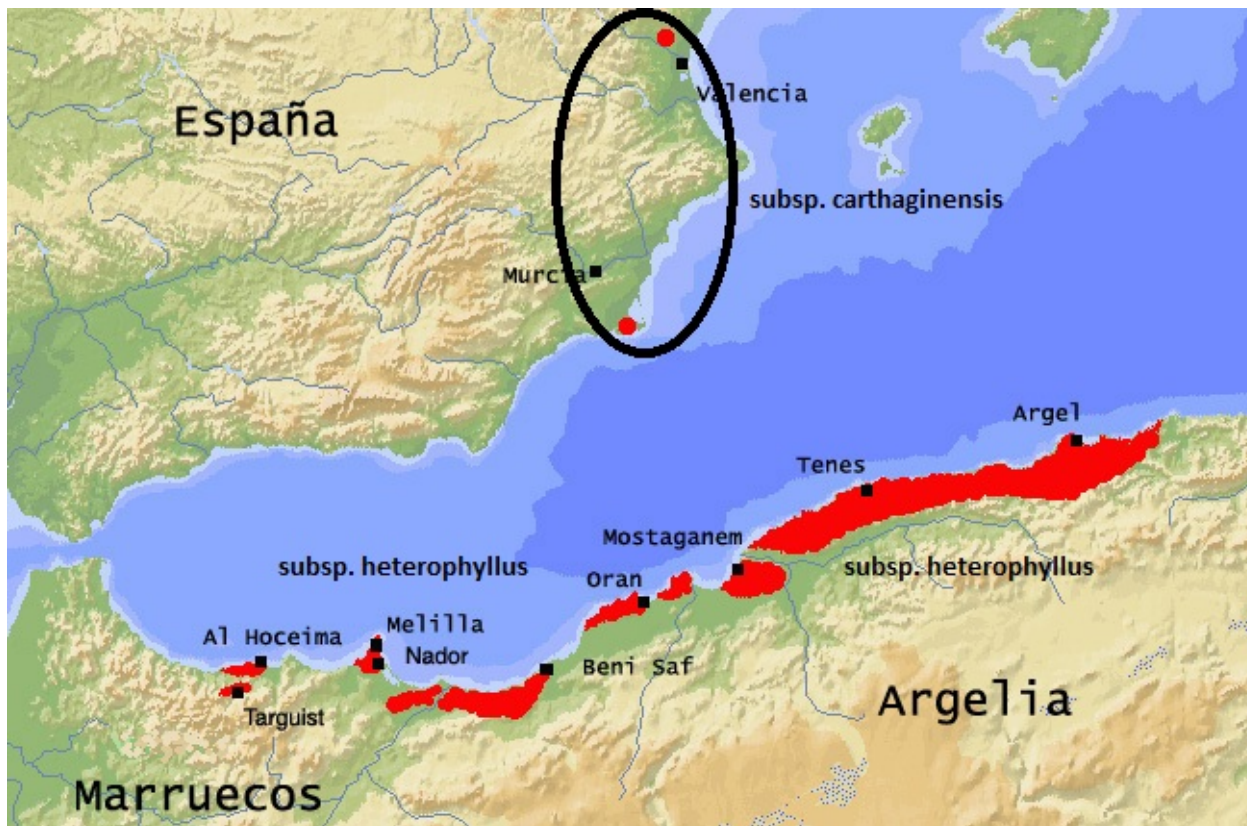 Valencia
España
subsp. carthaginensis
Murcia
Argel
Tenes
Mostaganem
subsp. heterophyllus
subsp. heterophyllus
Oran
Melilla
Al Hoceima
Nador
Beni Saf
Targuist
Argelia
Marruecos